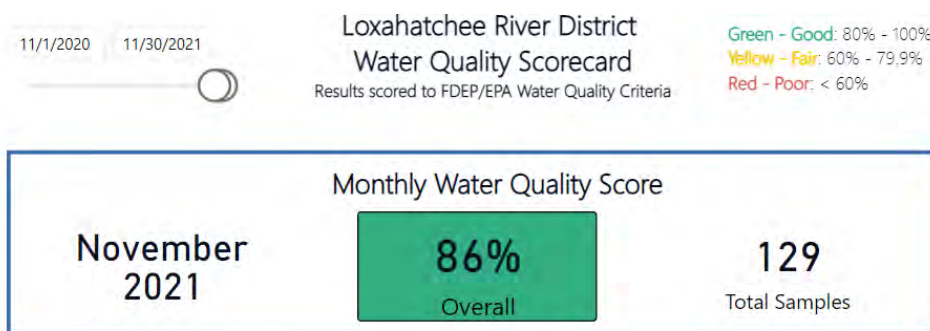 11/1/2020 11/30/2021
Loxahatchee River District
Water Quality Scorecard
Results scored to FDEP/EPA Water Quality Criteria
Green - Good: 80% - 100%
Yellow - Fair: 60% - 79.9%
Red - Poor: < 60%
Monthly Water Quality Score
November
2021
86%
Overall
129
Total Samples